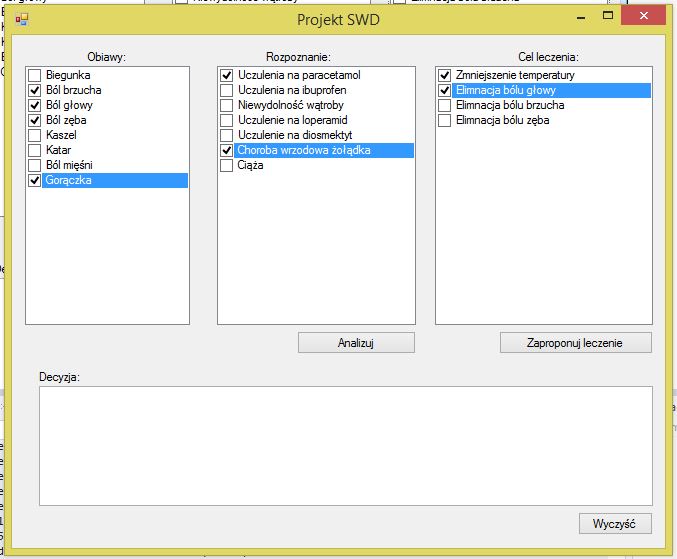 Projekt SWD
Obiawy:
Biegunka
Ból brzucha
Ból głowy
Ból zęba
Kaszel
Katar
Ból mięśni
Gorączka
Rozpoznanie:
Uczulenia na paracetamol
Uczulenia na ibuprofen
Niewydolność wątroby
Uczulenie na loperamid
Uczulenie na diosmektyt
Choroba wrzodowa żołądka
Ciąża
Cel leczenia:
Zmniejszenie temperatury
Elimnacja bólu głowy
Elimnacja bólu brzucha
Elimnacja bólu zęba
Analizuj
Zaproponuj leczenie
Decyzja:
Wyczyść